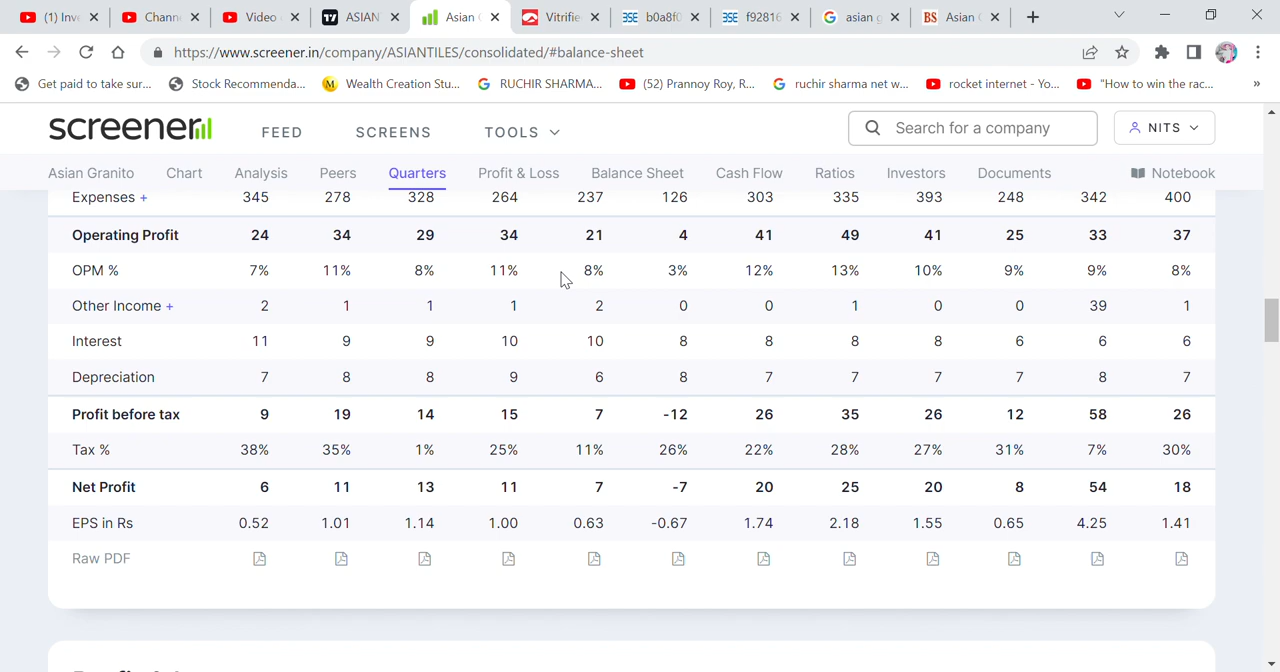 (1) Inve
Chann
Video
ASIAN
Asian G
Vitrifie
BSE b0a8f0
BSE f92816
asian g
BS Asian G
https://www.screener.in/company/ASIANTILES/consolidated/#balance-sheet
Get paid to take sur... Stock Recommenda... M Wealth Creation Stu... RUCHIR SHARMA... (52) Prannoy Roy, R... ruchir sharma net w... rocket internet - Yo... "How to win the rac... »
screener FEED SCREENS TOOLS Search for a company NITS
Asian Granito Chart Analysis Peers Quarters Profit & Loss Balance Sheet Cash Flow Ratios Investors Documents Notebook
Expenses + 345 278 328 264 237 126 303 335 393 248 342 400
Operating Profit 24 34 29 34 21 4 41 49 41 25 33 37
OPM % 7% 11% 8% 11% 8% 3% 12% 13% 10% 9% 9% 8%
Other Income + 2 1 1 1 2 0 0 1 0 0 39 1
Interest 11 9 9 10 10 8 8 8 8 6 6 6
Depreciation 7 8 8 9 6 8 7 7 7 7 8 7
Profit before tax 9 19 14 15 7 -12 26 35 26 12 58 26
Tax % 38% 35% 1% 25% 11% 26% 22% 28% 27% 31% 7% 30%
Net Profit 6 11 13 11 7 -7 20 25 20 8 54 18
EPS in Rs 0.52 1.01 1.14 1.00 0.63 -0.67 1.74 2.18 1.55 0.65 4.25 1.41
Raw PDF